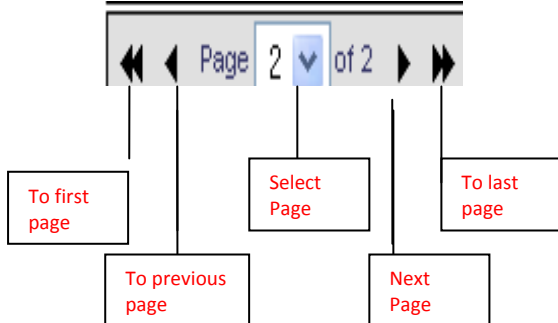 Page 2 of 2
To first
page
Select
Page
To last
page
To previous
page
Next
Page